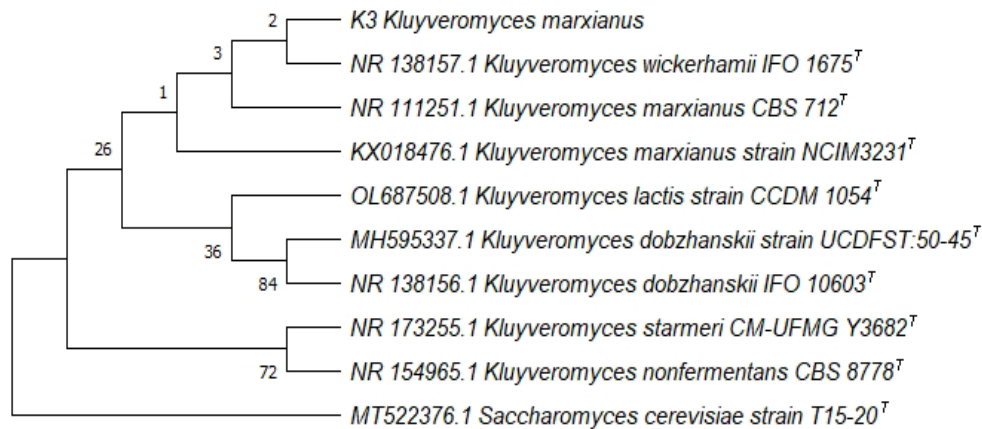 2
K3 Kluyveromyces marxianus
3
NR 138157.1 Kluyveromyces wickerhamii IFO 1675T
1
NR 111251.1 Kluyveromyces marxianus CBS 712T
26
KX018476.1 Kluyveromyces marxianus strain NCIM3231T
OL687508.1 Kluyveromyces lactis strain CCDM 1054T
36
MH595337.1 Kluyveromyces dobzhanskii strain UCDFST:50-45T
84
NR 138156.1 Kluyveromyces dobzhanskii IFO 10603T
NR 173255.1 Kluyveromyces starmeri CM-UFMG Y3682T
72
NR 154965.1 Kluyveromyces nonfermentans CBS 8778T
MT522376.1 Saccharomyces cerevisiae strain T15-20T